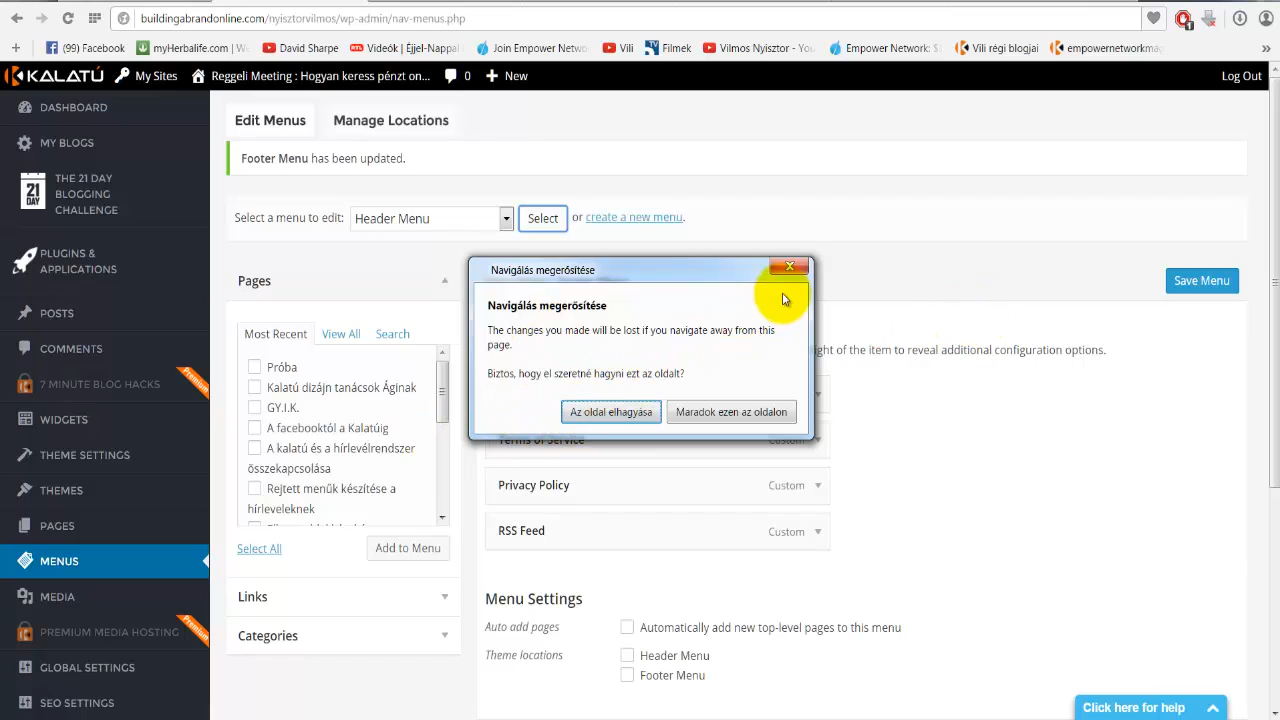 buildingabrandonline.com/nyisztorvilmos/wp-admin/nav-menus.php
(99) Facebook
myHerbalife.com | W
David Sharpe
Videók | Éjjel-Nappal
Join Empower Netw
Vili
Filmek
Vilmos Nyisztor - Yo
Empower Network: S
Vili régi blogjai
empowernetworkmag
KALATÚ
My Sites
Reggeli Meeting : Hogyan keress pénzt on...
0
New
Log Out
DASHBOARD
MY BLOGS
21 DAY
THE 21 DAY
BLOGGING
CHALLENGE
PLUGINS &
APPLICATIONS
POSTS
COMMENTS
7 MINUTE BLOG HACKS
Premium
WIDGETS
THEME SETTINGS
THEMES
PAGES
MENUS
MEDIA
PREMIUM MEDIA HOSTING
Premium
GLOBAL SETTINGS
SEO SETTINGS
Edit Menus
Manage Locations
Footer Menu has been updated.
Select a menu to edit: Header Menu Select or create a new menu.
Pages
Save Menu
Most Recent View All Search
Próba
Kalatú dizájn tanácsok Áginak
GY.I.K.
A facebooktól a Kalatúig
A kalatú és a hírlevélrendszer
összekapcsolása
Rejtett menűk készítése a
hírleveleknek
Select All
Add to Menu
Links
Categories
Navigálás megerősítése
Navigálás megerősítése
The changes you made will be lost if you navigate away from this
page.
Biztos, hogy el szeretné hagyni ezt az oldalt?
Az oldal elhagyása
Maradok ezen az oldalon
ight of the item to reveal additional configuration options.
Terms of Service Custom
Privacy Policy Custom
RSS Feed Custom
Menu Settings
Auto add pages
Automatically add new top-level pages to this menu
Theme locations
Header Menu
Footer Menu
Click here for help